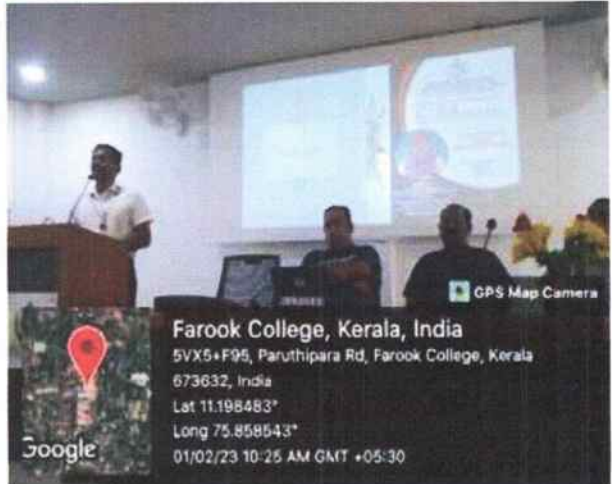 GPS Map Camera
Farook College, Kerala, India
5VX5+F95, Paruthipara Rd, Farook College, Kerala
673632, India
Lat 11.198483°
Long 75.858543°
01/02/23 10:25 AM GMT +05:30
Google